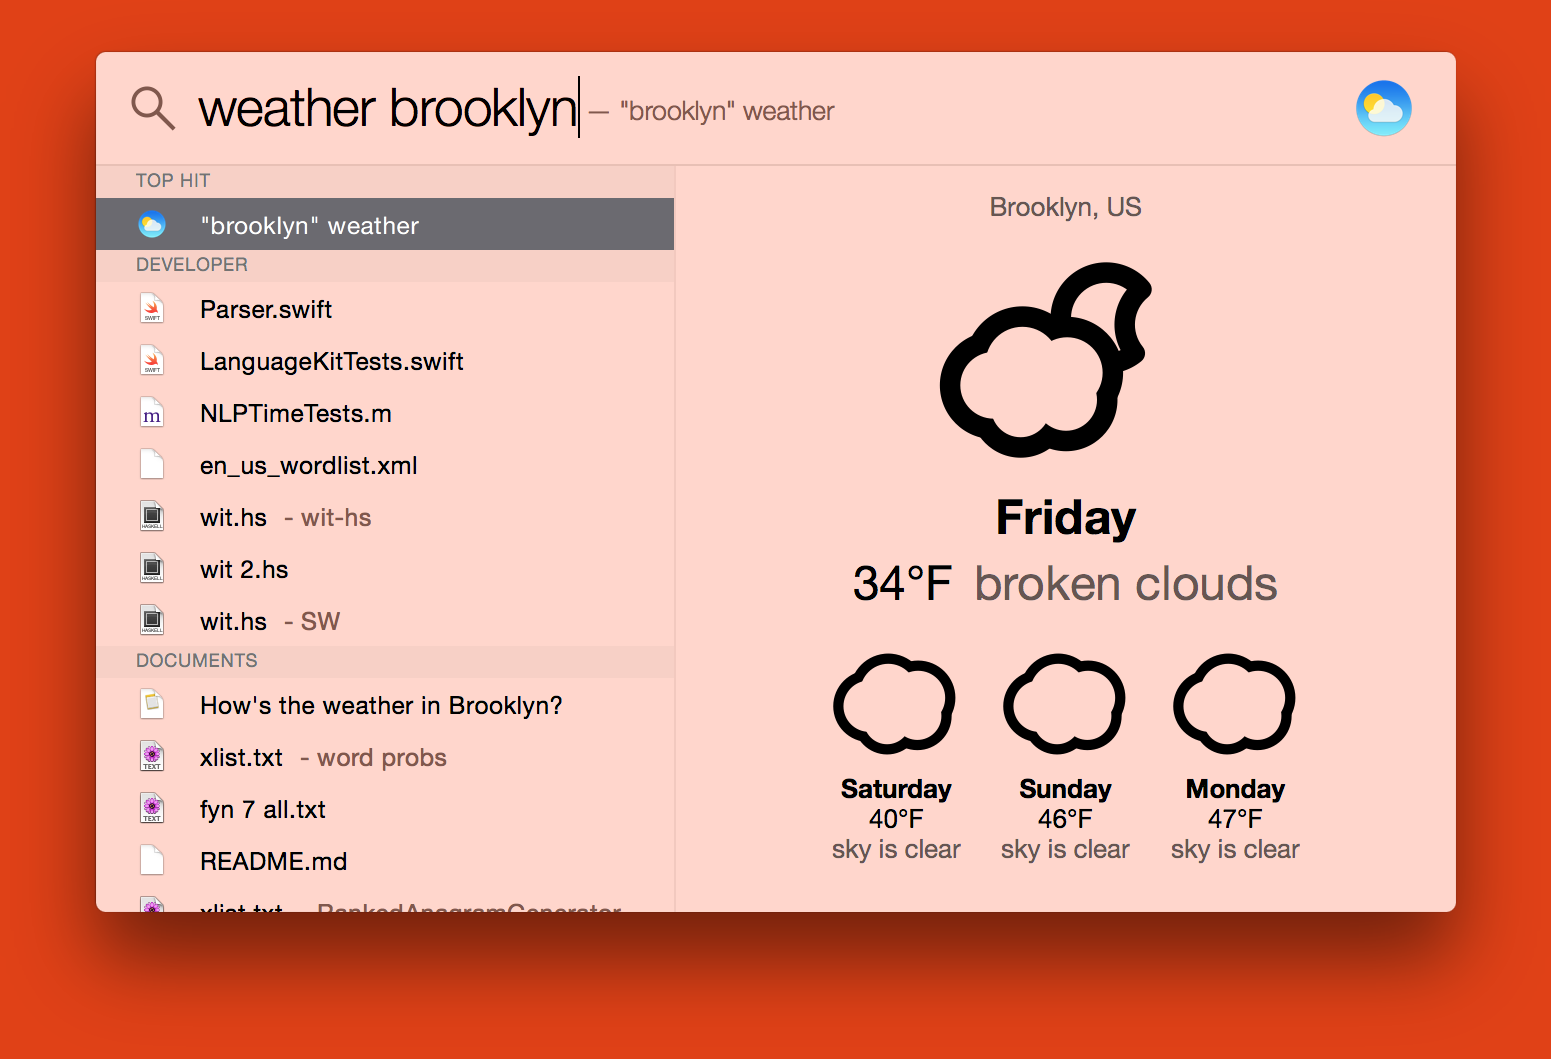 weather brooklyn — "brooklyn" weather
TOP HIT
"brooklyn" weather
DEVELOPER
Parser.swift
LanguageKitTests.swift
NLPTimeTests.m
en_us_wordlist.xml
wit.hs - wit-hs
wit 2.hs
wit.hs - SW
DOCUMENTS
How's the weather in Brooklyn?
xlist.txt - word probs
fyn 7 all.txt
README.md
xlist.txt - RankedAnagramGenerator
Brooklyn, US
Friday
34°F broken clouds
Saturday
40°F
sky is clear
Sunday
46°F
sky is clear
Monday
47°F
sky is clear